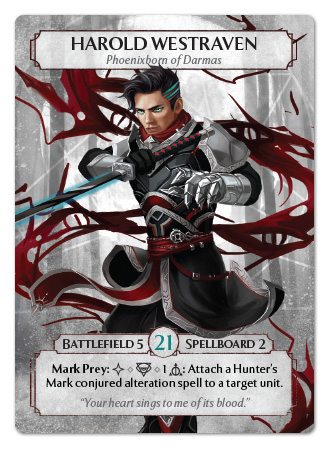 HAROLD WESTRAVEN
Phoenixborn of Darmas
BATTLEFIELD 5 21 SPELLBOARD 2
Mark Prey: 1 : Attach a Hunter's
Mark conjured alteration spell to a target unit.
"Your heart sings to me of its blood."